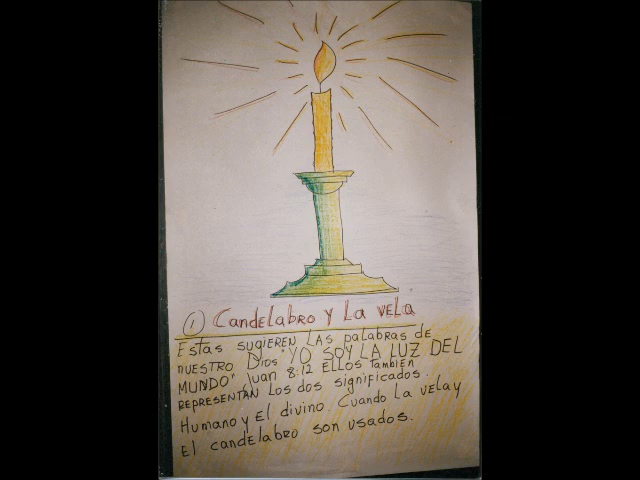 ① Candelabro y La vela
Estas sugieren Las palabras de
nuestro Dios "YO SOY LA LUZ DEL
MUNDO" Juan 8:12 Ellos También
REPRESENTAN Los dos significados.
Humano y El divino. Cuando La vela y
El candelabro son usados.